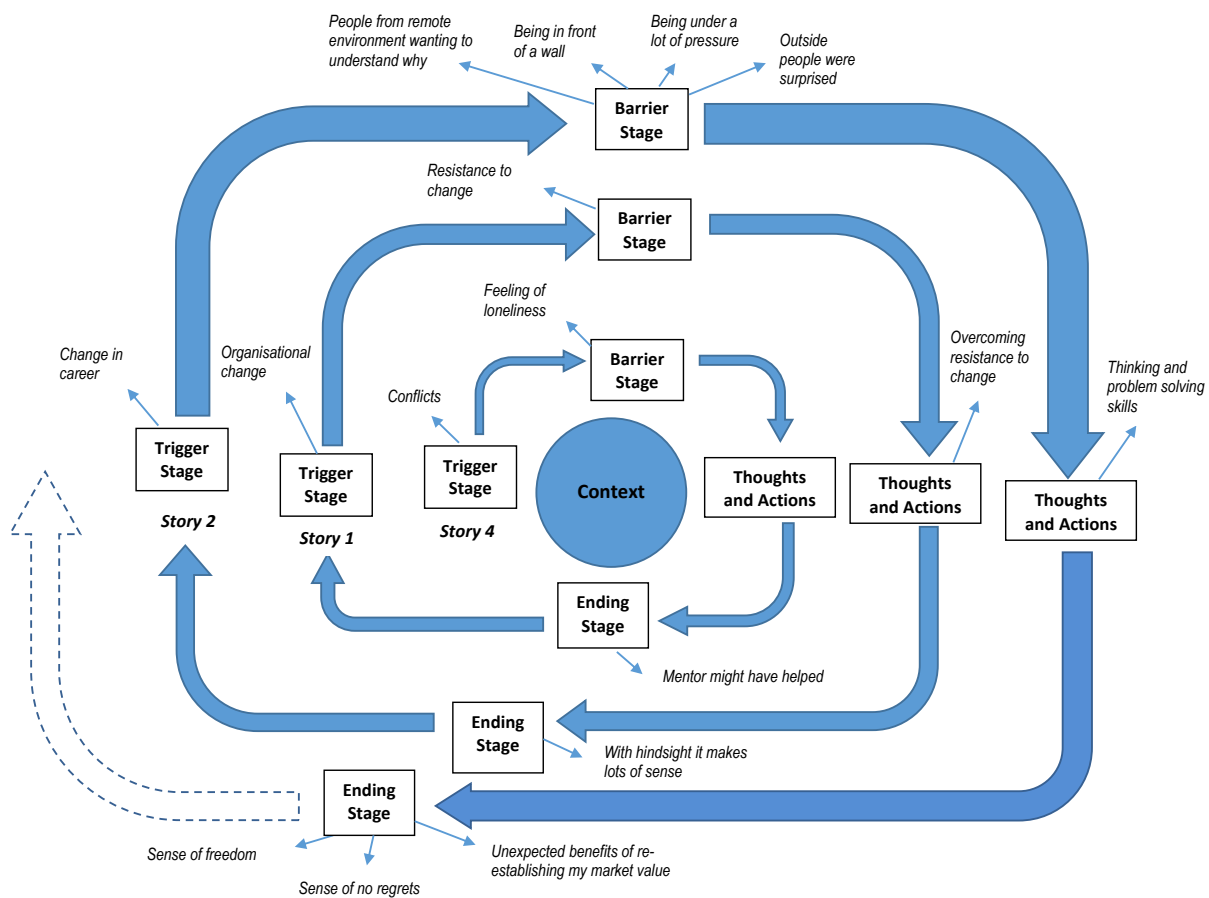 People from remote
environment wanting to
understand why
Being in front
of a wall
Being under a
lot of pressure
Outside
people were
surprised
Barrier
Stage
Resistance to
change
Barrier
Stage
Feeling of
loneliness
Barrier
Stage
Change in
career
Organisational
change
Conflicts
Overcoming
resistance to
change
Thinking and
problem solving
skills
Trigger
Stage
Story 2
Trigger
Stage
Story 1
Trigger
Stage
Story 4
Context
Thoughts
and Actions
Thoughts
and Actions
Thoughts
and Actions
Ending
Stage
Mentor might have helped
Ending
Stage
With hindsight it makes
lots of sense
Ending
Stage
Sense of freedom
Sense of no regrets
Unexpected benefits of re-
establishing my market value